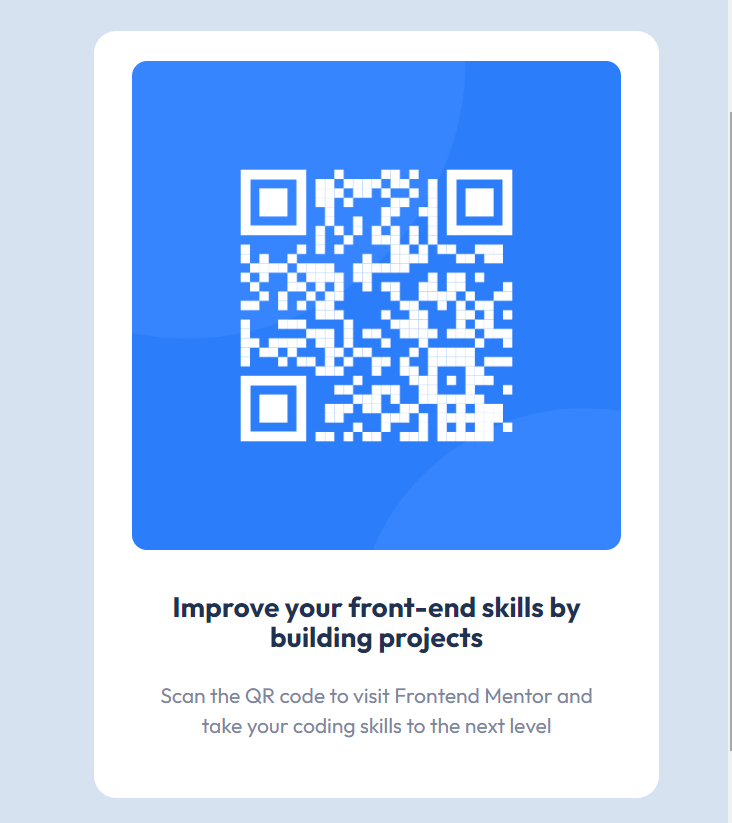 Improve your front-end skills by
building projects
Scan the QR code to visit Frontend Mentor and
take your coding skills to the next level